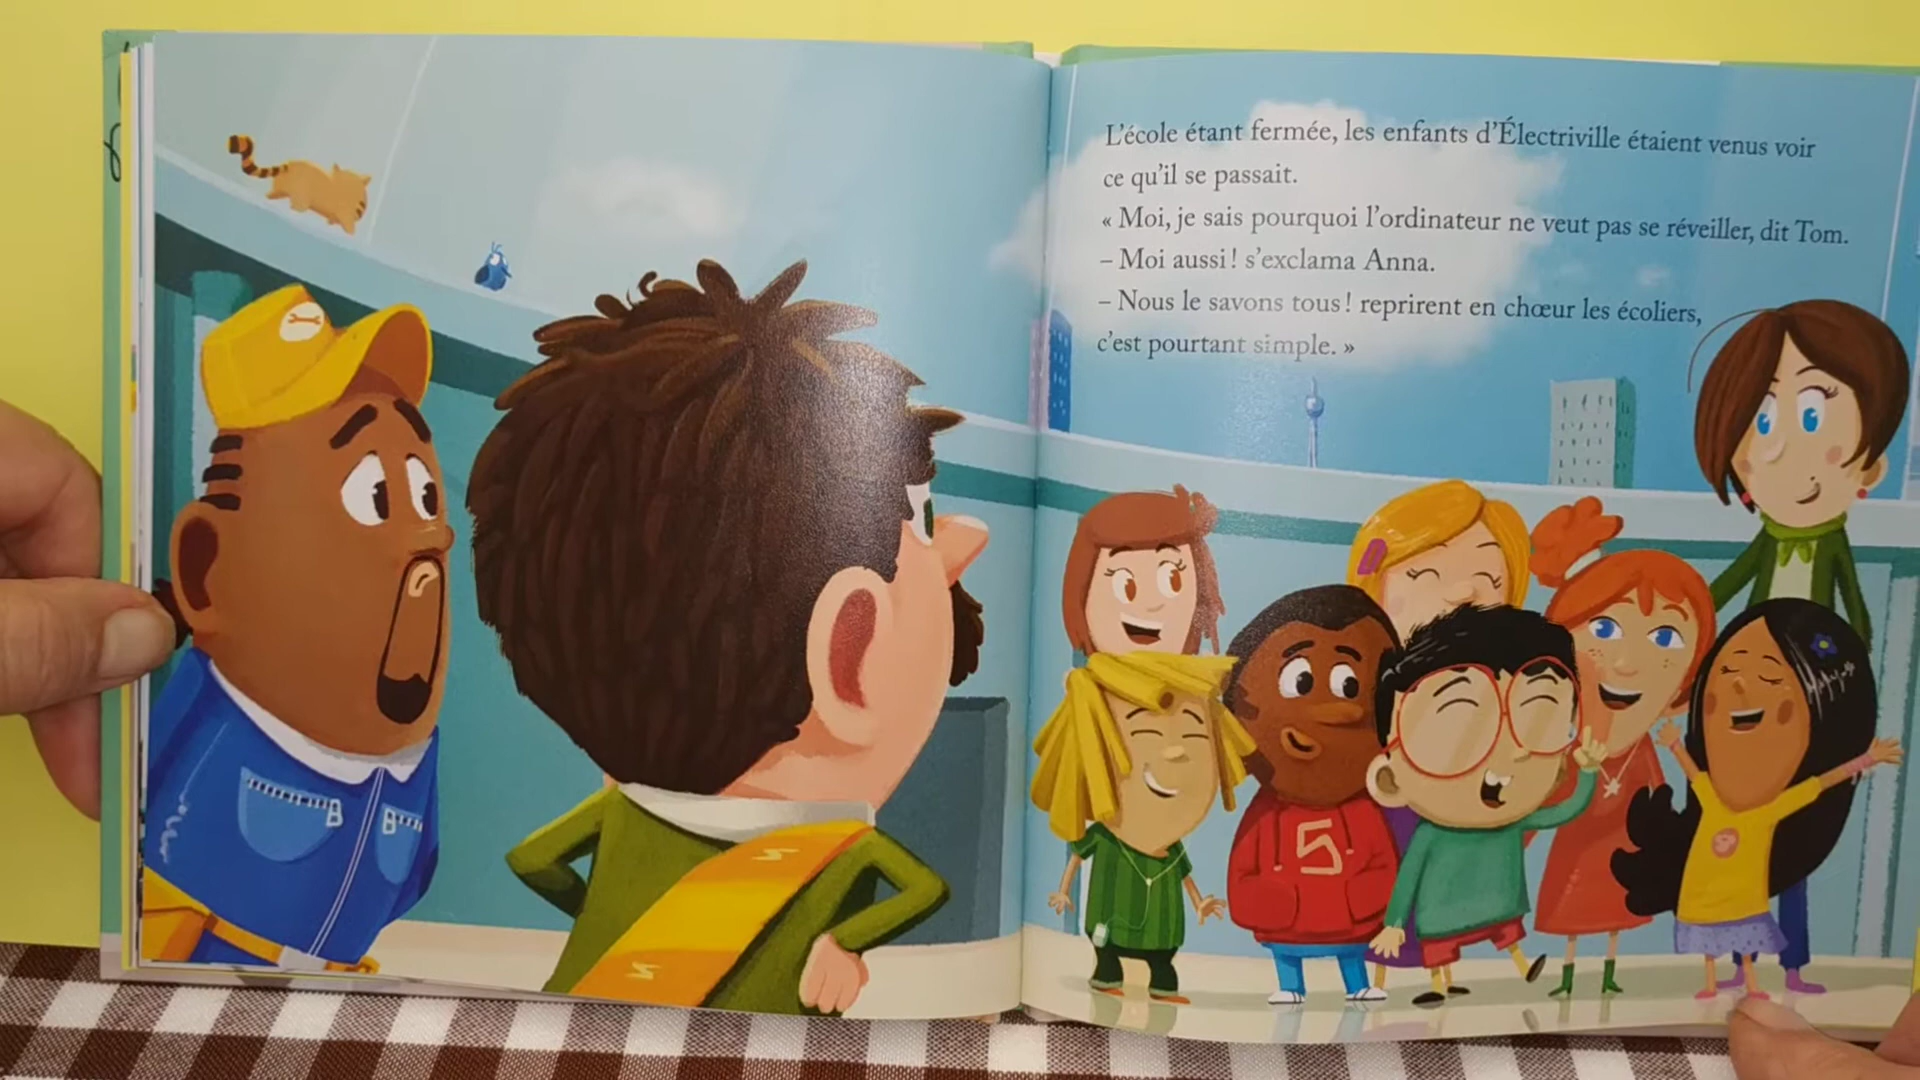 L'école étant fermée, les enfants d'Électriville étaient venus voir
ce qu'il se passait.
« Moi, je sais pourquoi l'ordinateur ne veut pas se réveiller, dit Tom.
– Moi aussi ! s'exclama Anna.
– Nous le savons tous ! reprirent en chœur les écoliers,
c'est pourtant simple. »
5